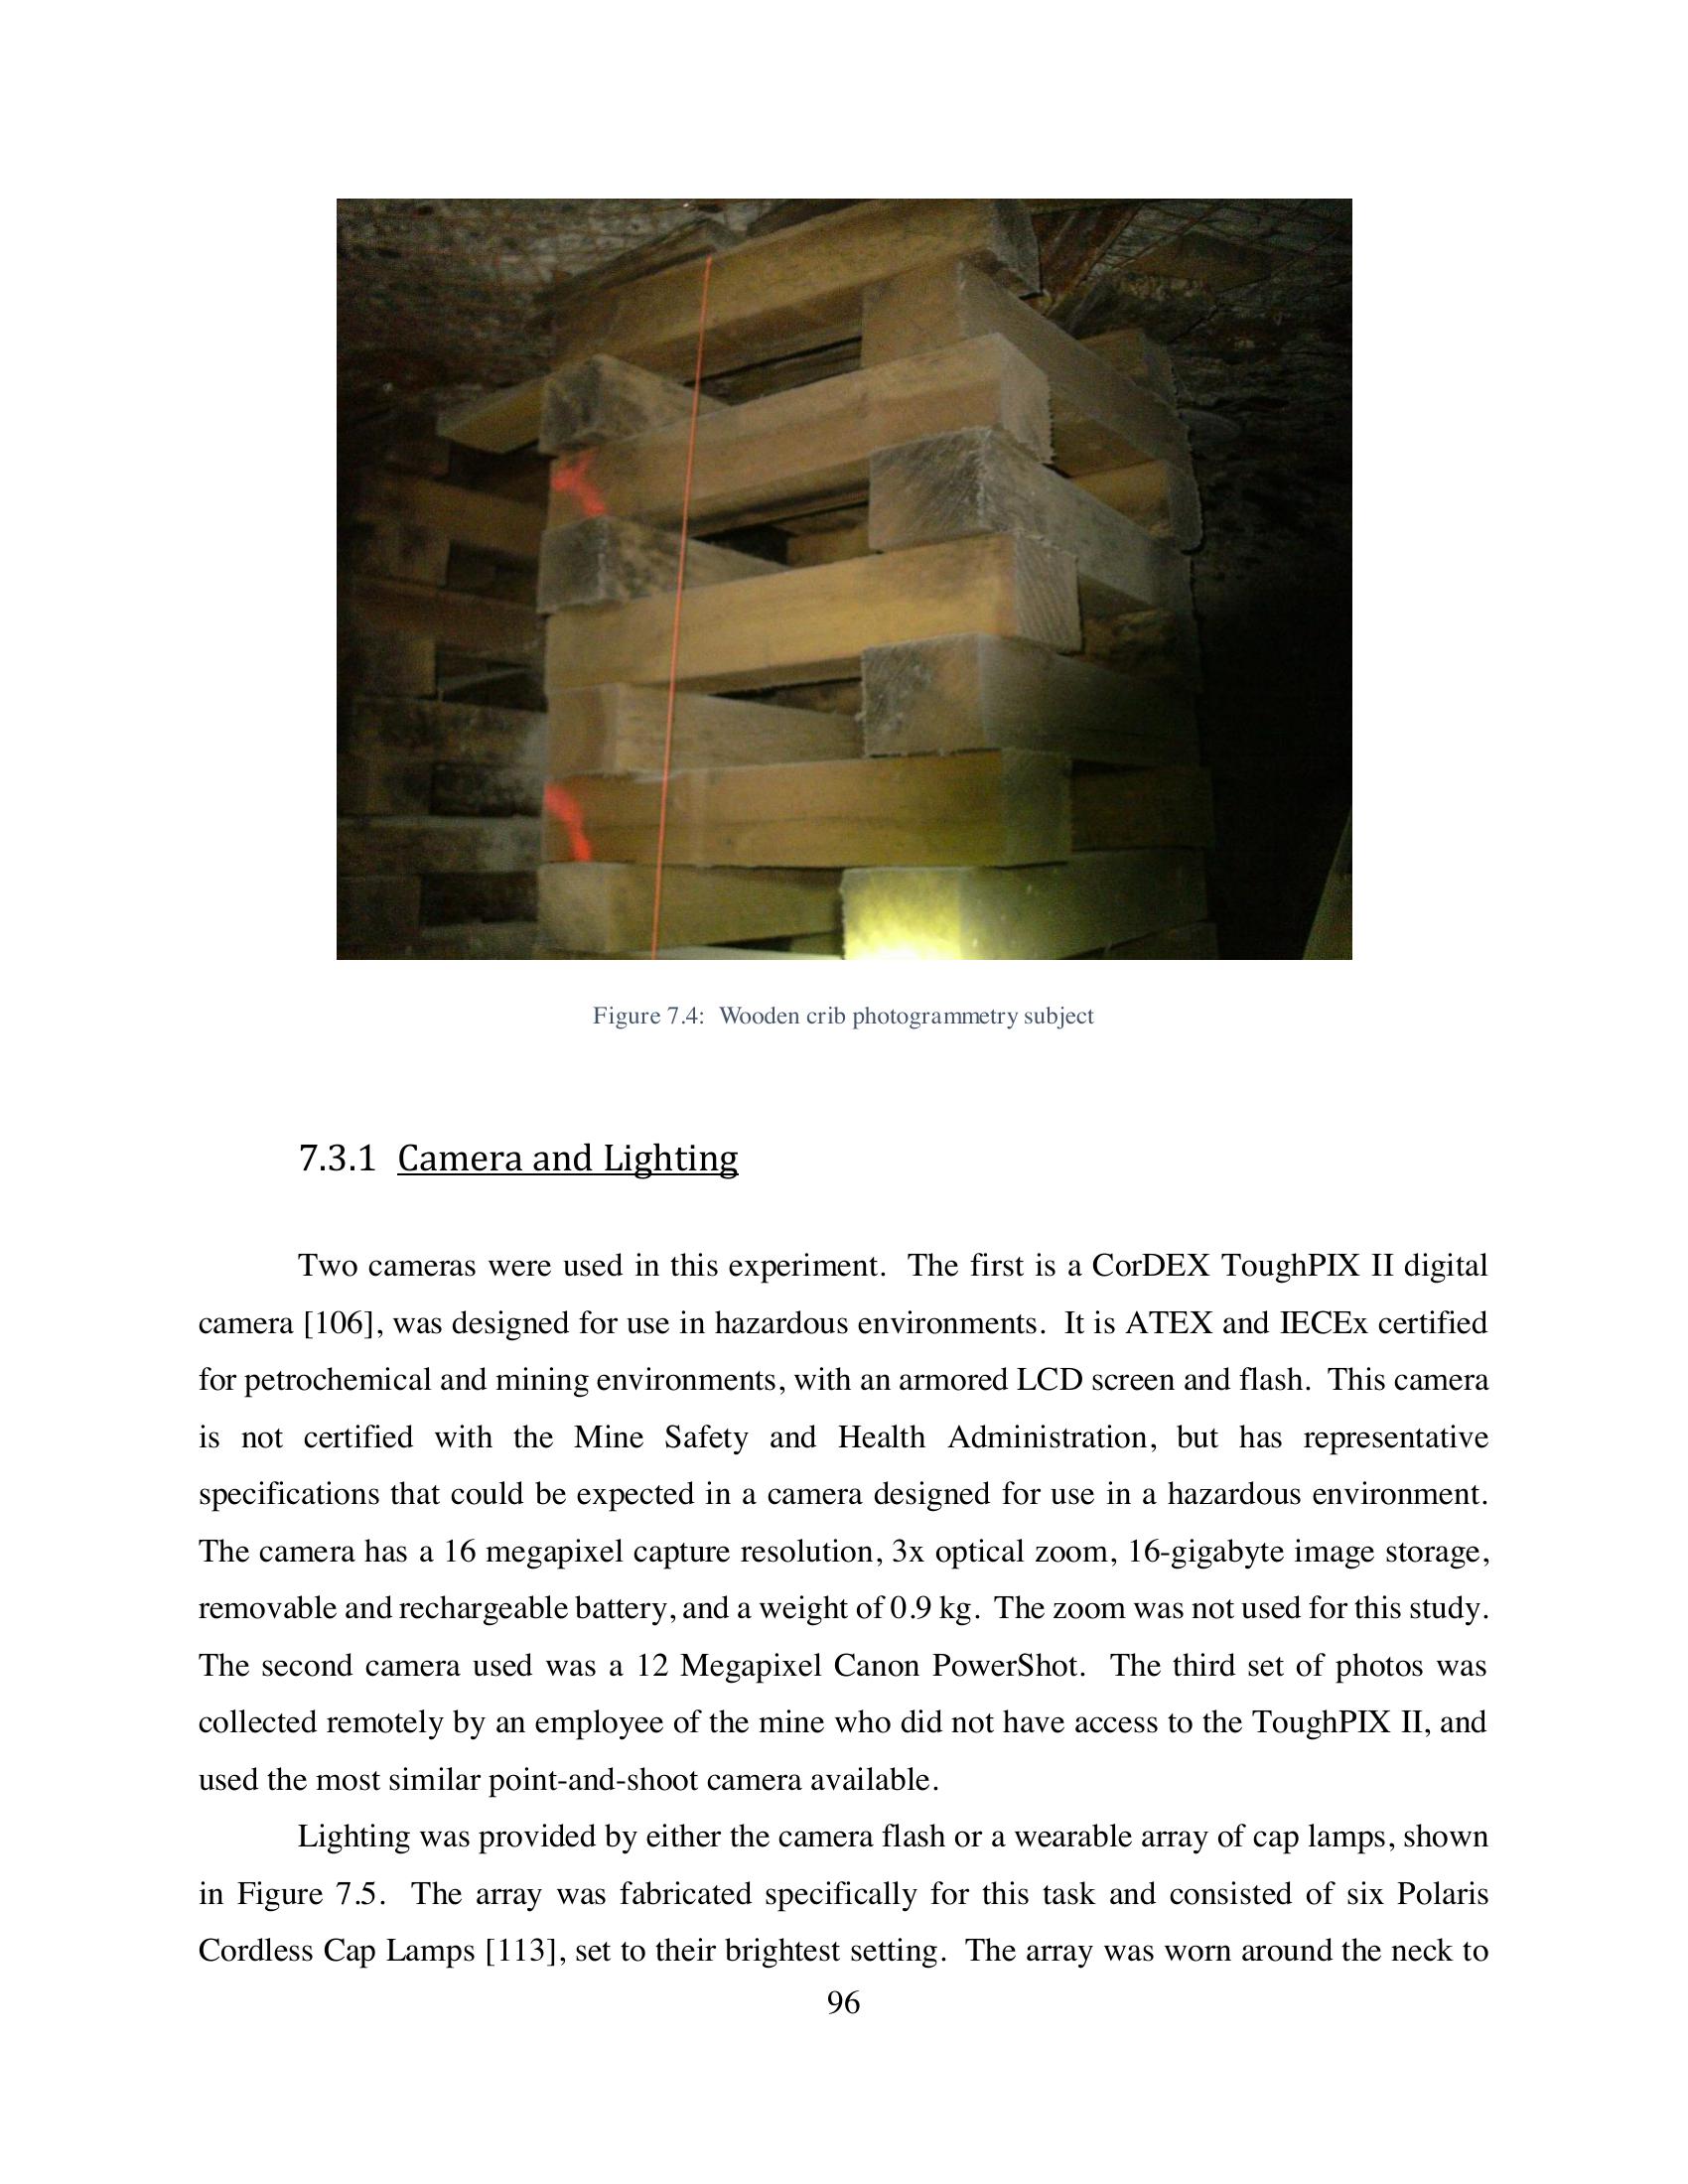 Figure 7.4:  Wooden crib photogrammetry subject
7.3.1 Camera and Lighting
Two cameras were used in this experiment.  The first is a CorDEX ToughPIX II digital
camera [106], was designed for use in hazardous environments.  It is ATEX and IECEx certified
for petrochemical and mining environments, with an armored LCD screen and flash.  This camera
is not certified with the Mine Safety and Health Administration, but has representative
specifications that could be expected in a camera designed for use in a hazardous environment.
The camera has a 16 megapixel capture resolution, 3x optical zoom, 16-gigabyte image storage,
removable and rechargeable battery, and a weight of 0.9 kg.  The zoom was not used for this study.
The second camera used was a 12 Megapixel Canon PowerShot.  The third set of photos was
collected remotely by an employee of the mine who did not have access to the ToughPIX II, and
used the most similar point-and-shoot camera available.
Lighting was provided by either the camera flash or a wearable array of cap lamps, shown
in Figure 7.5.  The array was fabricated specifically for this task and consisted of six Polaris
Cordless Cap Lamps [113], set to their brightest setting.  The array was worn around the neck to
96